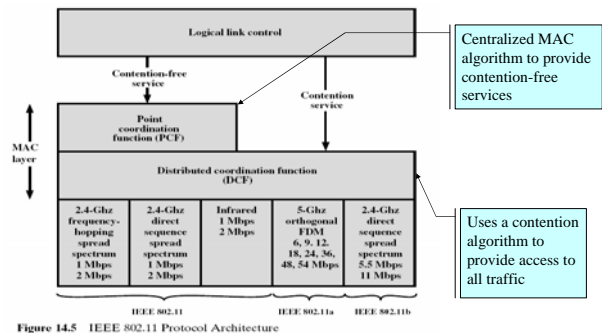 Logical link control
Centralized MAC
algorithm to provide
contention-free
services
Contention-free
service
Contention
service
MAC
layer
Point
coordination
function (PCF)
Distributed coordination function
(DCF)
2.4-Ghz
frequency-
hopping
spread
spectrum
1 Mbps
2 Mbps
2.4-Ghz
direct
sequence
spread
spectrum
1 Mbps
2 Mbps
Infrared
1 Mbps
2 Mbps
5-Ghz
orthogonal
FDM
6, 9, 12.
18, 24, 36,
48, 54 Mbps
2.4-Ghz
direct
sequence
spread
spectrum
5.5 Mbps
11 Mbps
Uses a contention
algorithm to
provide access to
all traffic
IEEE 802.11
IEEE 802.11a
IEEE 802.11b
Figure 14.5 IEEE 802.11 Protocol Architecture